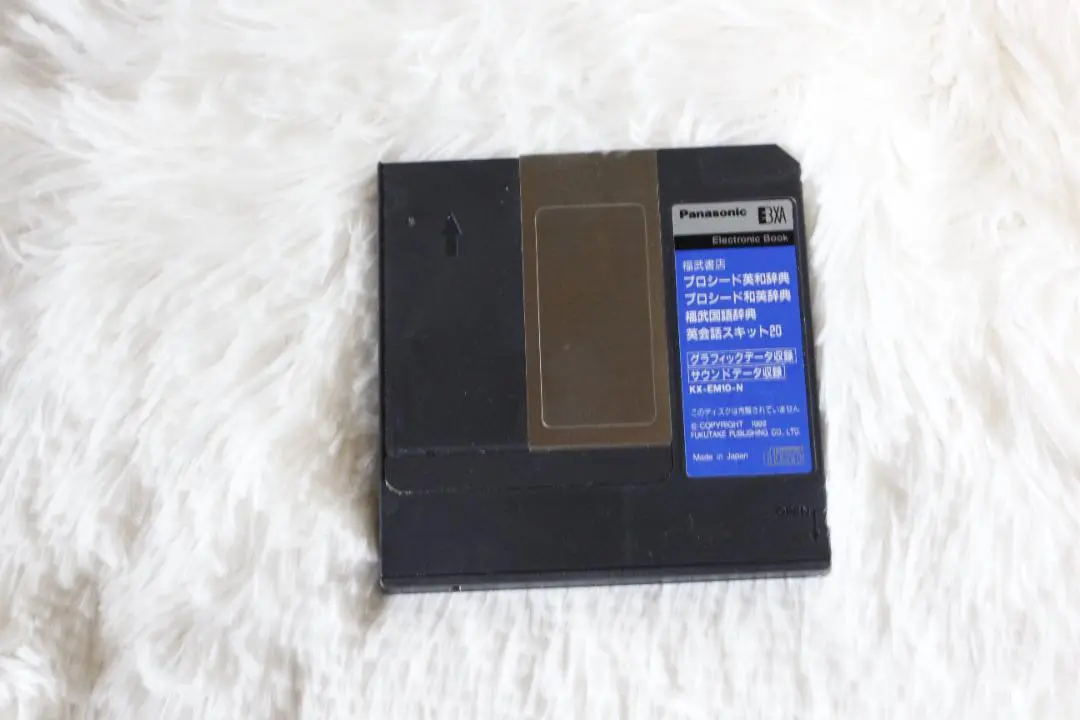 Panasonic EBXA
Electronic Book
福武書店
プロシード英和辞典
プロシード和英辞典
福武国語辞典
英会話スキット20
グラフィックデータ収録
サウンドデータ収録
KX-EM10-N
このディスクは市販されていません
© COPYRIGHT 1992
FUKUTAKE PUBLISHING CO., LTD.
Made in Japan
OPEN